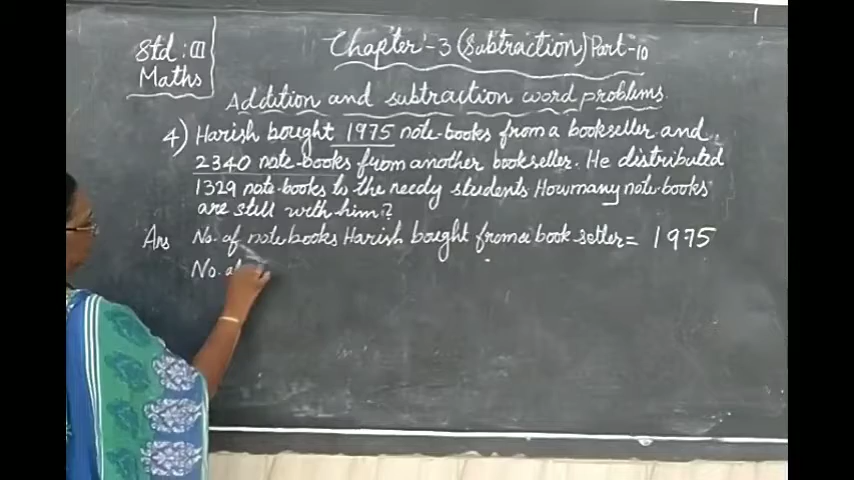 Std : III
Maths
Chapter - 3 (Subtraction) Part-10
Addition and subtraction word problems.
4) Harish bought 1975 note-books from a bookseller and
2340 note-books from another bookseller. He distributed
1329 note-books to the needy students. How many note-books
are still with him?
Ans No. of note books Harish bought from a book-seller = 1975
No. of